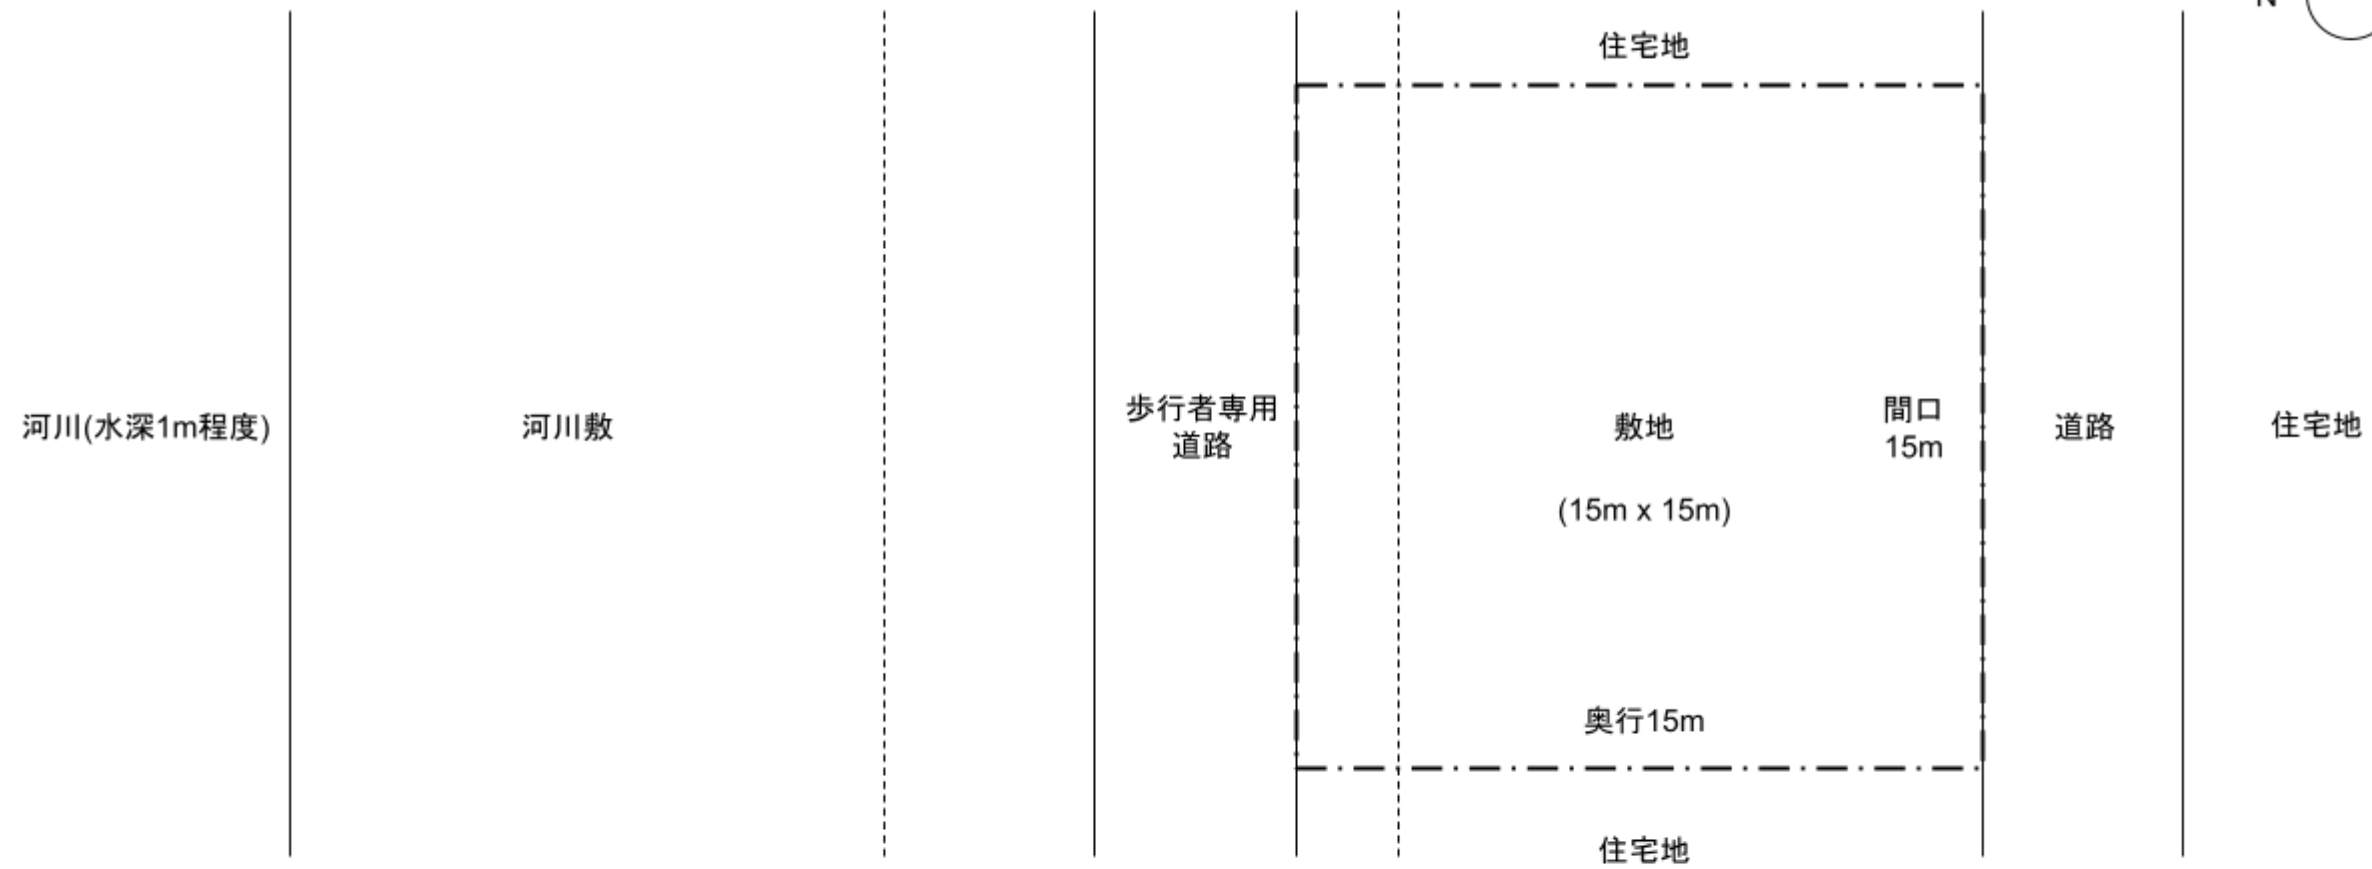 N
住宅地
河川(水深1m程度)
河川敷
歩行者専用
道路
敷地
(15m x 15m)
間口
15m
道路
住宅地
奥行15m
住宅地